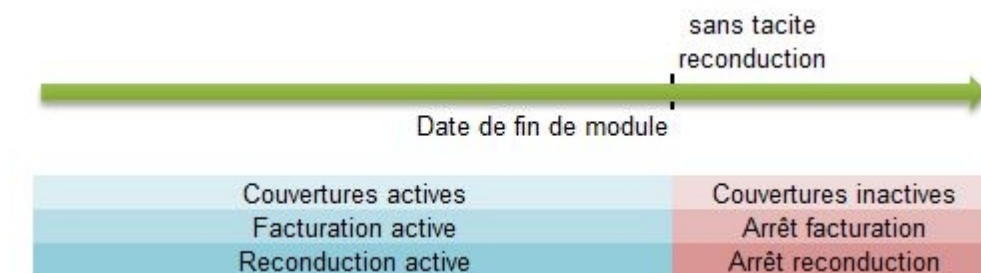 sans tacite
reconduction
Date de fin de module
Couvertures actives
Couvertures inactives
Facturation active
Arrêt facturation
Reconduction active
Arrêt reconduction